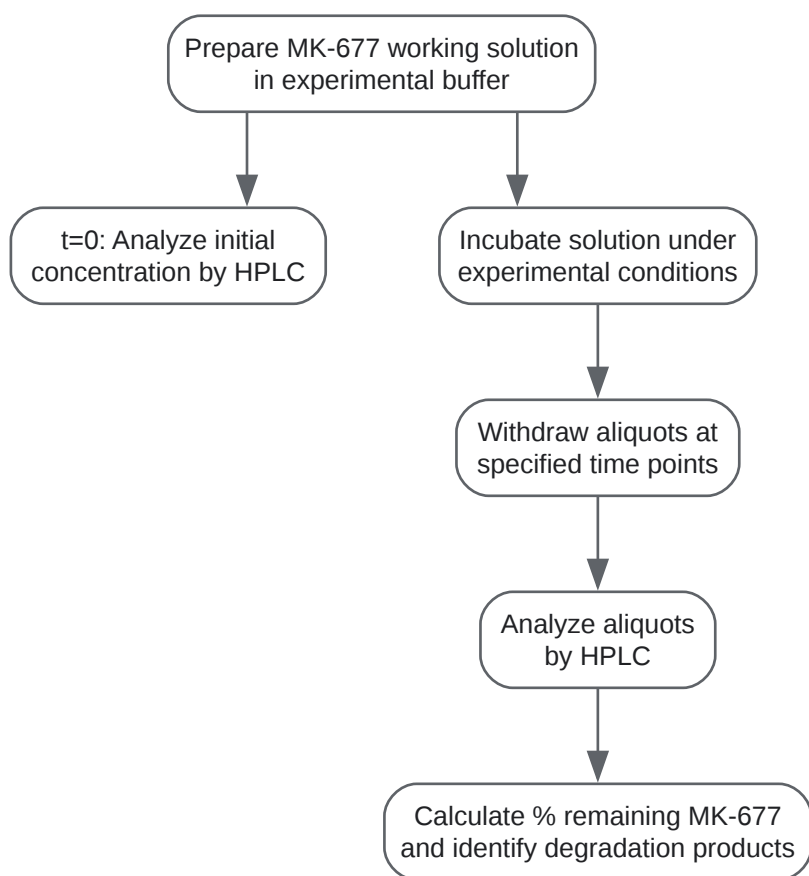 Prepare MK-677 working solution
in experimental buffer
t=0: Analyze initial
concentration by HPLC
Incubate solution under
experimental conditions
Withdraw aliquots at
specified time points
Analyze aliquots
by HPLC
Calculate % remaining MK-677
and identify degradation products